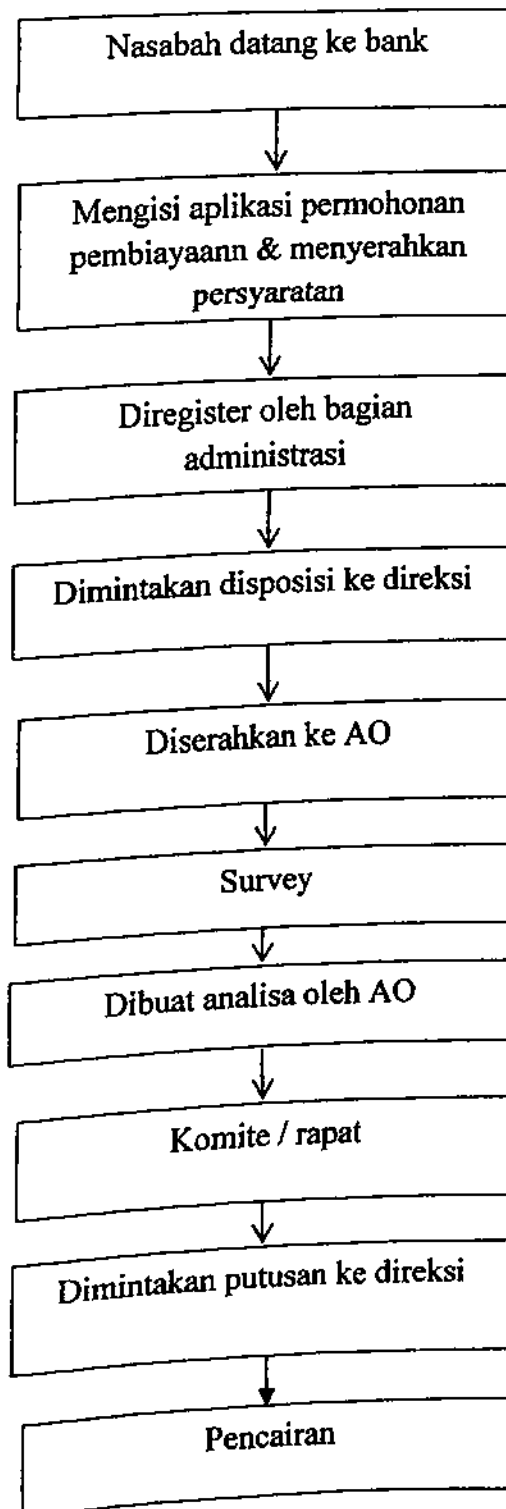 Nasabah datang ke bank
Mengisi aplikasi permohonan
pembiayaann & menyerahkan
persyaratan
Diregister oleh bagian
administrasi
Dimintakan disposisi ke direksi
Diserahkan ke AO
Survey
Dibuat analisa oleh AO
Komite / rapat
Dimintakan putusan ke direksi
Pencairan